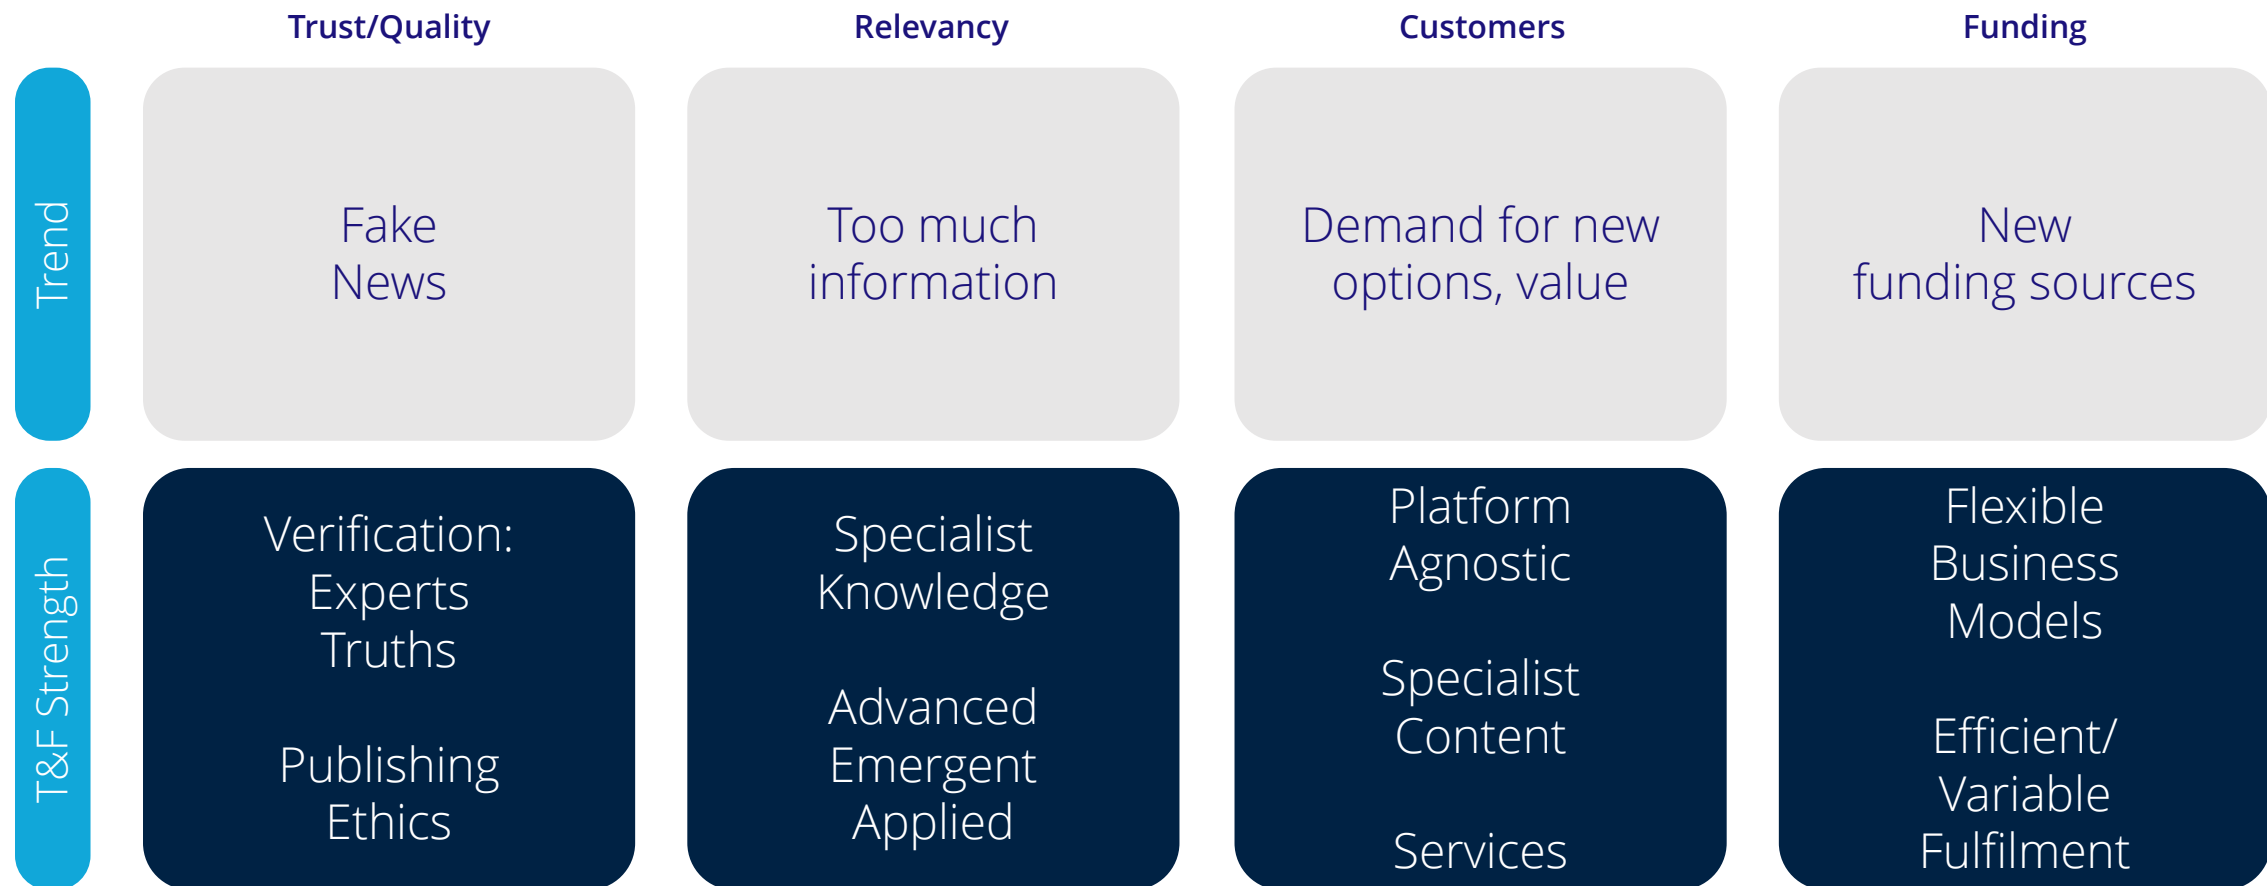 Trust/Quality
Relevancy
Customers
Funding
Trend
Fake
News
Too much
information
Demand for new
options, value
New
funding sources
T&F Strength
Verification:
Experts
Truths
Publishing
Ethics
Specialist
Knowledge
Advanced
Emergent
Applied
Platform
Agnostic
Specialist
Content
Services
Flexible
Business
Models
Efficient/
Variable
Fulfilment